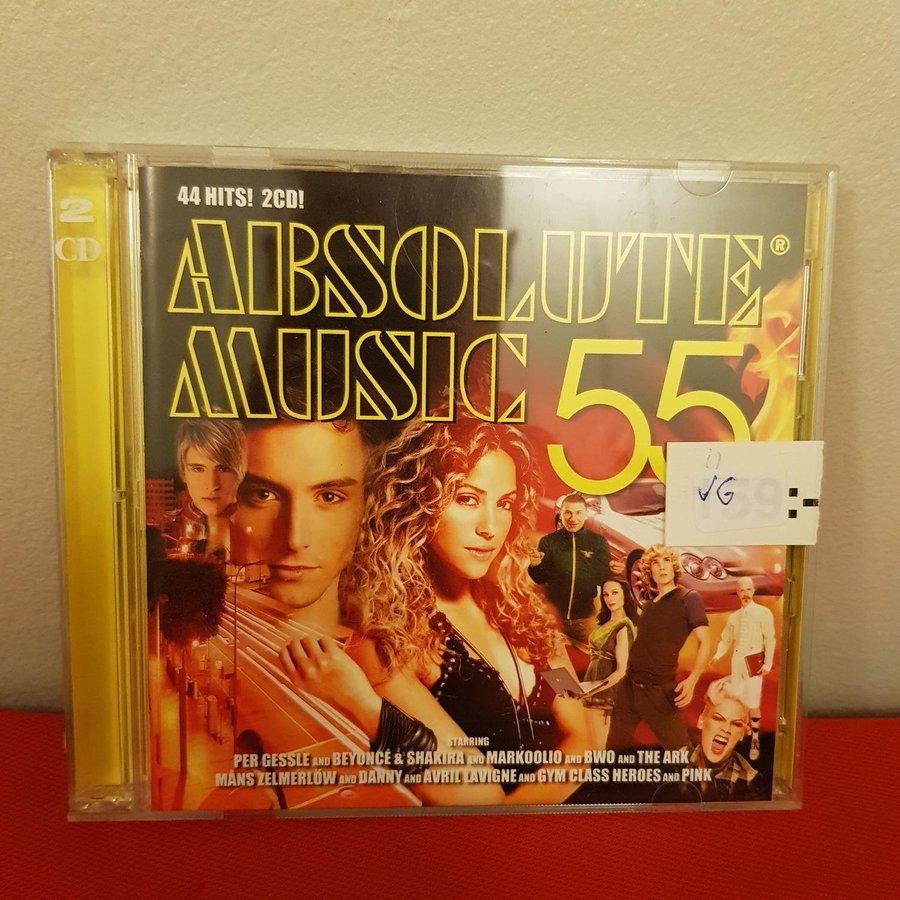 2
CD
44 HITS! 2CD!
ABSOLUTE®
MUSIC 55
VG
159
STARRING
PER GESSLE AND BEYONCÉ & SHAKIRA AND MARKOOLIO AND BWO AND THE ARK
MÅNS ZELMERLÖW AND DANNY AND AVRIL LAVIGNE AND GYM CLASS HEROES AND PINK